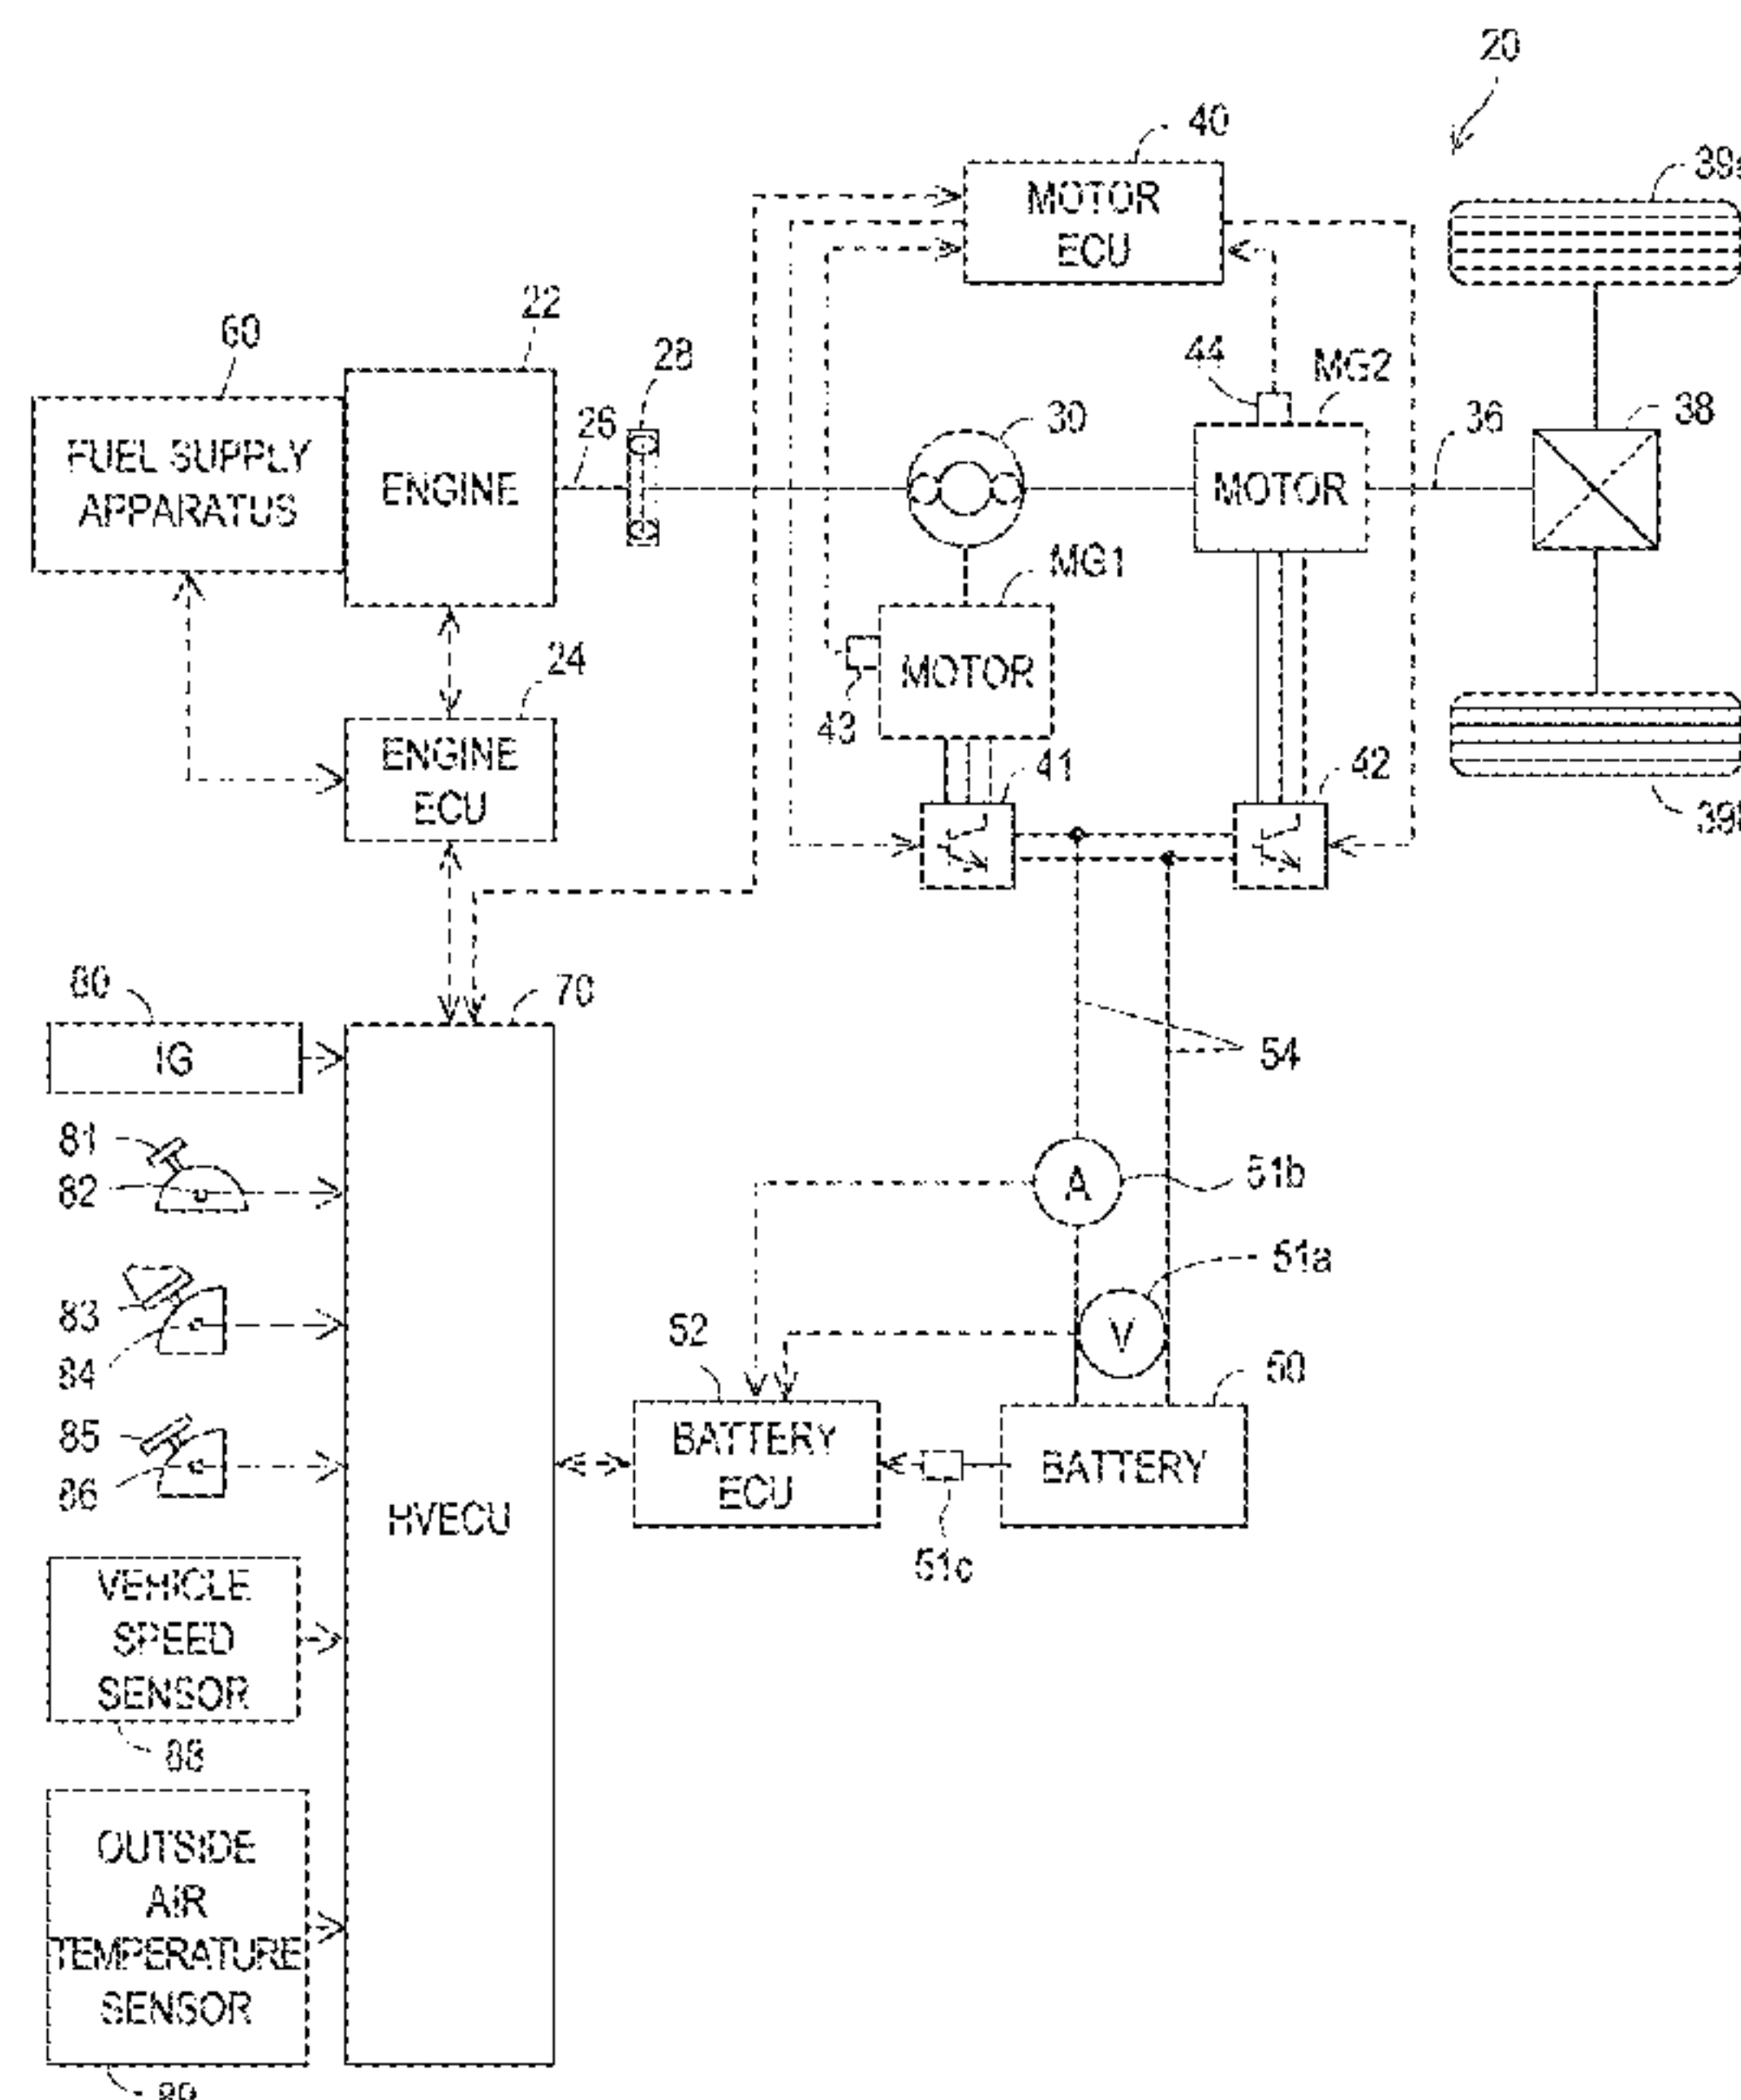 20
40
MOTOR
ECU
22
60
28
44
MG2
26
30
36
38
FUEL SUPPLY
APPARATUS
ENGINE
MOTOR
MG1
24
MOTOR
43
ENGINE
ECU
41
42
80
70
IG
54
81
82
51b
51a
83
84
52
V
A
50
85
86
BATTERY
ECU
BATTERY
HVECU
51c
VEHICLE
SPEED
SENSOR
88
OUTSIDE
AIR
TEMPERATURE
SENSOR